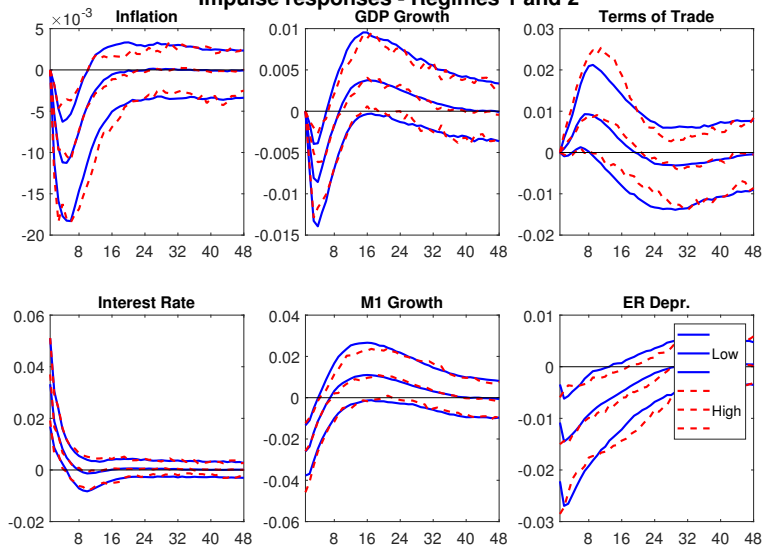 Impulse responses - Regimes 1 and 2
×10⁻³ Inflation
GDP Growth
Terms of Trade
5
0
-5
-10
-15
-20
8 16 24 32 40 48
0.01
0.005
0
-0.005
-0.01
-0.015
8 16 24 32 40 48
0.03
0.02
0.01
0
-0.01
-0.02
8 16 24 32 40 48
Interest Rate
M1 Growth
ER Depr.
0.06
0.04
0.02
0
-0.02
8 16 24 32 40 48
0.04
0.02
0
-0.02
-0.04
-0.06
8 16 24 32 40 48
0.01
0
-0.01
-0.02
-0.03
8 16 24 32 40 48
Low
High